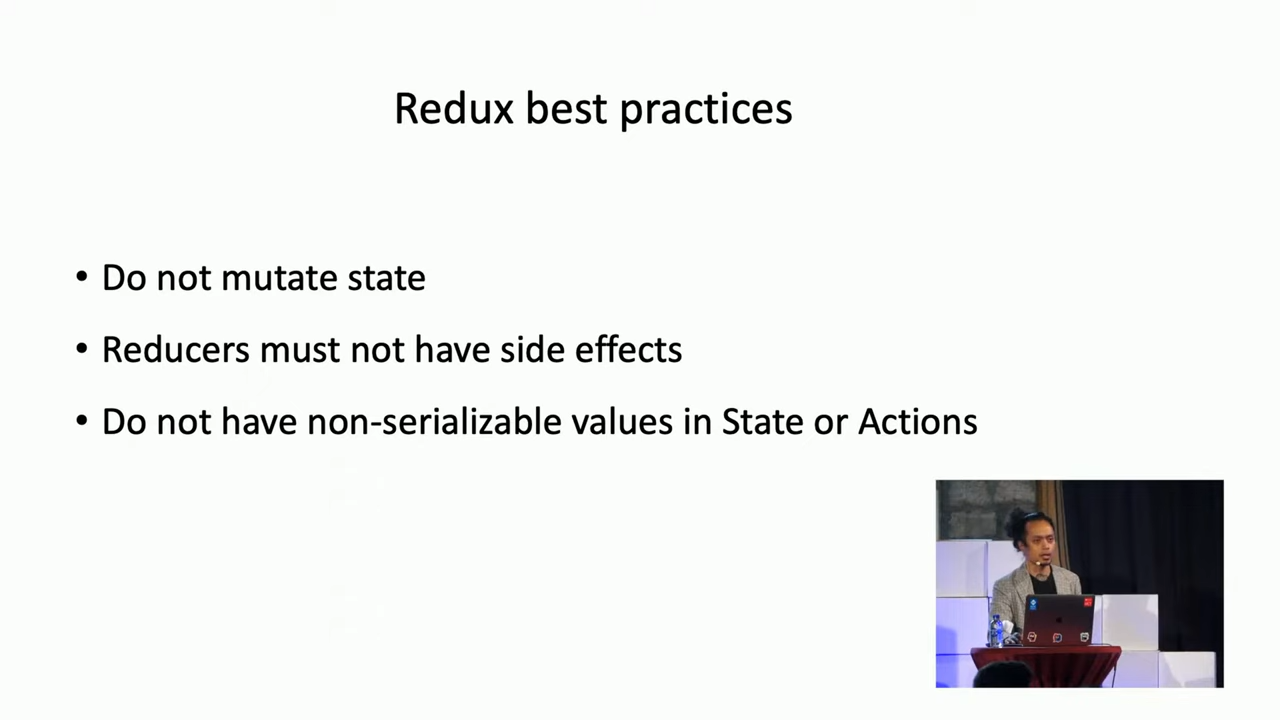 Redux best practices
• Do not mutate state
• Reducers must not have side effects
• Do not have non-serializable values in State or Actions